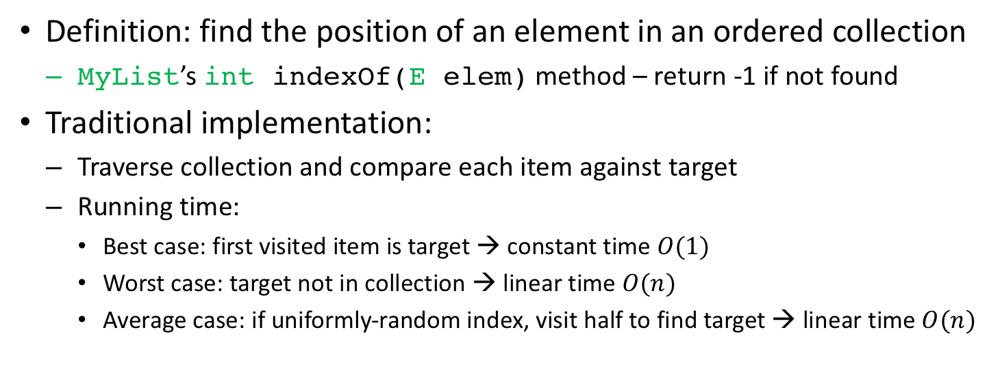 • Definition: find the position of an element in an ordered collection
– MyList’s int indexOf(E elem) method – return -1 if not found
• Traditional implementation:
– Traverse collection and compare each item against target
– Running time:
• Best case: first visited item is target → constant time O(1)
• Worst case: target not in collection → linear time O(n)
• Average case: if uniformly-random index, visit half to find target → linear time O(n)